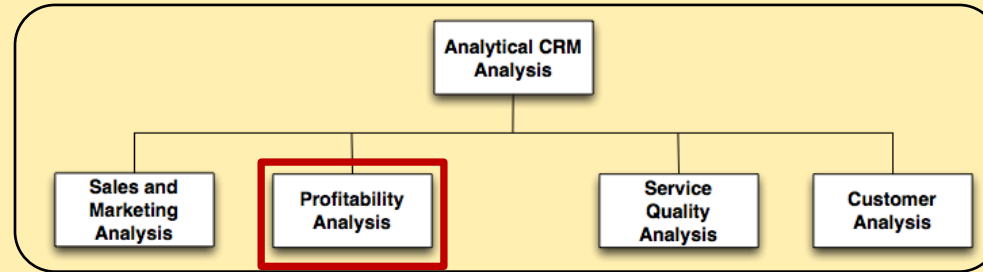 Analytical CRM
Analysis
Sales and
Marketing
Analysis
Profitability
Analysis
Service
Quality
Analysis
Customer
Analysis